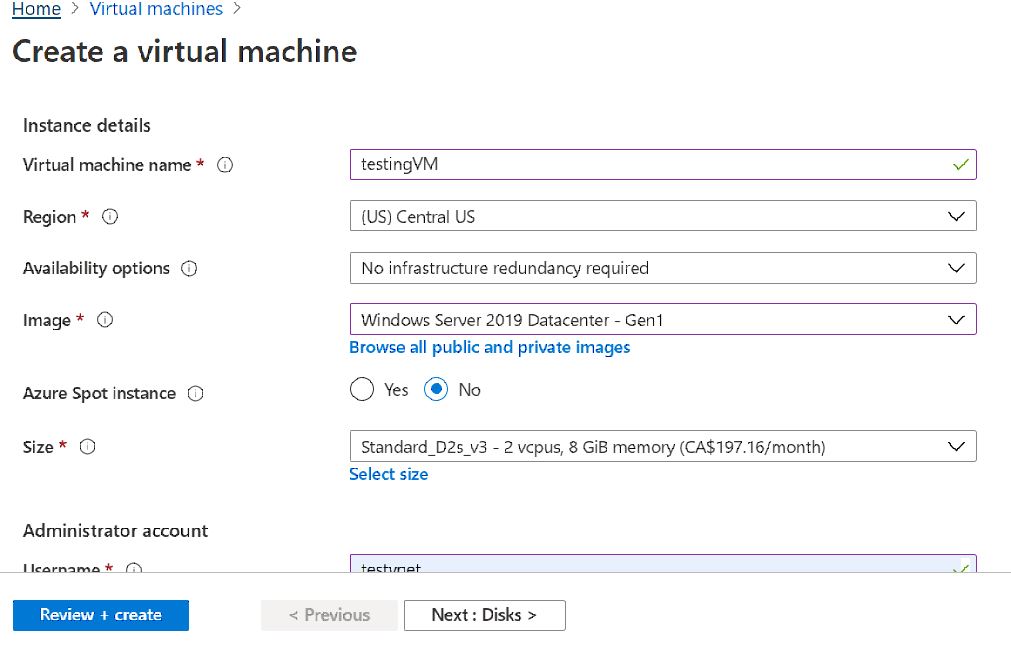 Home > Virtual machines >
Create a virtual machine
Instance details
Virtual machine name * testingVM
Region * (US) Central US
Availability options No infrastructure redundancy required
Image * Windows Server 2019 Datacenter - Gen1
Browse all public and private images
Azure Spot instance Yes No
Size * Standard_D2s_v3 - 2 vcpus, 8 GiB memory (CA$197.16/month)
Select size
Administrator account
Username * testvnet
Review + create < Previous Next : Disks >